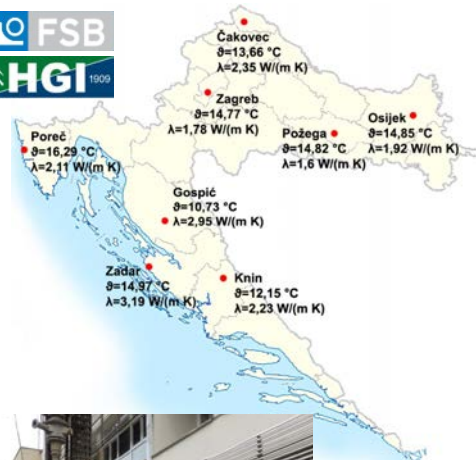 FSB
HGI 1909
Čakovec
ϑ=13,66 °C
λ=2,35 W/(m K)
Zagreb
ϑ=14,77 °C
λ=1,78 W/(m K)
Osijek
ϑ=14,85 °C
λ=1,92 W/(m K)
Požega
ϑ=14,82 °C
λ=1,6 W/(m K)
Poreč
ϑ=16,29 °C
λ=2,11 W/(m K)
Gospić
ϑ=10,73 °C
λ=2,95 W/(m K)
Zadar
ϑ=14,97 °C
λ=3,19 W/(m K)
Knin
ϑ=12,15 °C
λ=2,23 W/(m K)